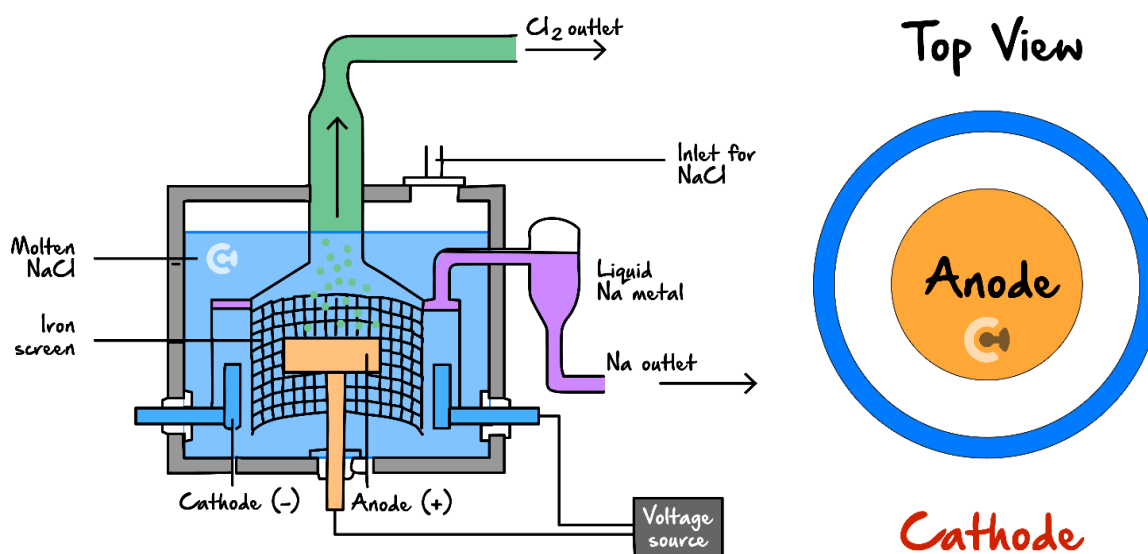 Cl₂ outlet
Top View
Inlet for
NaCl
Molten
NaCl
Liquid
Na metal
Anode
Iron
screen
Na outlet
Cathode (-)
Anode (+)
Voltage
source
Cathode